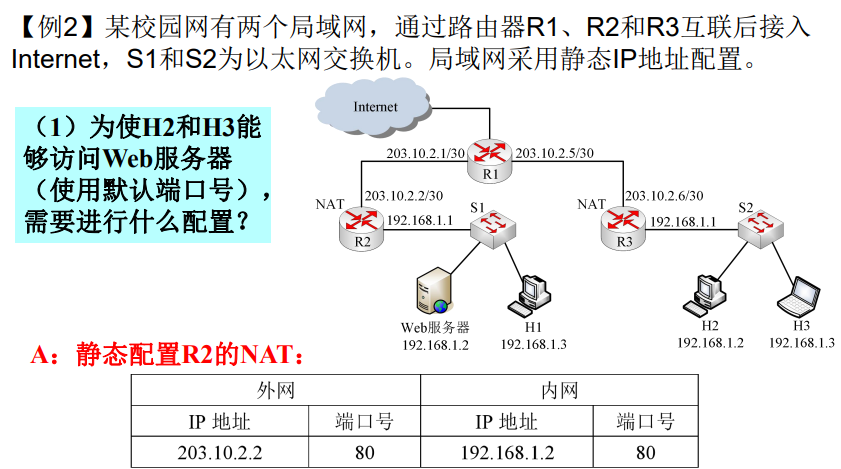 【例2】某校园网有两个局域网，通过路由器R1、R2和R3互联后接入
Internet，S1和S2为以太网交换机。局域网采用静态IP地址配置。
（1）为使H2和H3能
够访问Web服务器
（使用默认端口号），
需要进行什么配置？
Internet
203.10.2.1/30
203.10.2.5/30
R1
NAT
203.10.2.2/30
S1
NAT
203.10.2.6/30
S2
192.168.1.1
192.168.1.1
R2
R3
Web服务器
H1
H2
H3
192.168.1.2
192.168.1.3
192.168.1.2
192.168.1.3
A：静态配置R2的NAT：
外网 内网
IP 地址 端口号 IP 地址 端口号
203.10.2.2 80 192.168.1.2 80